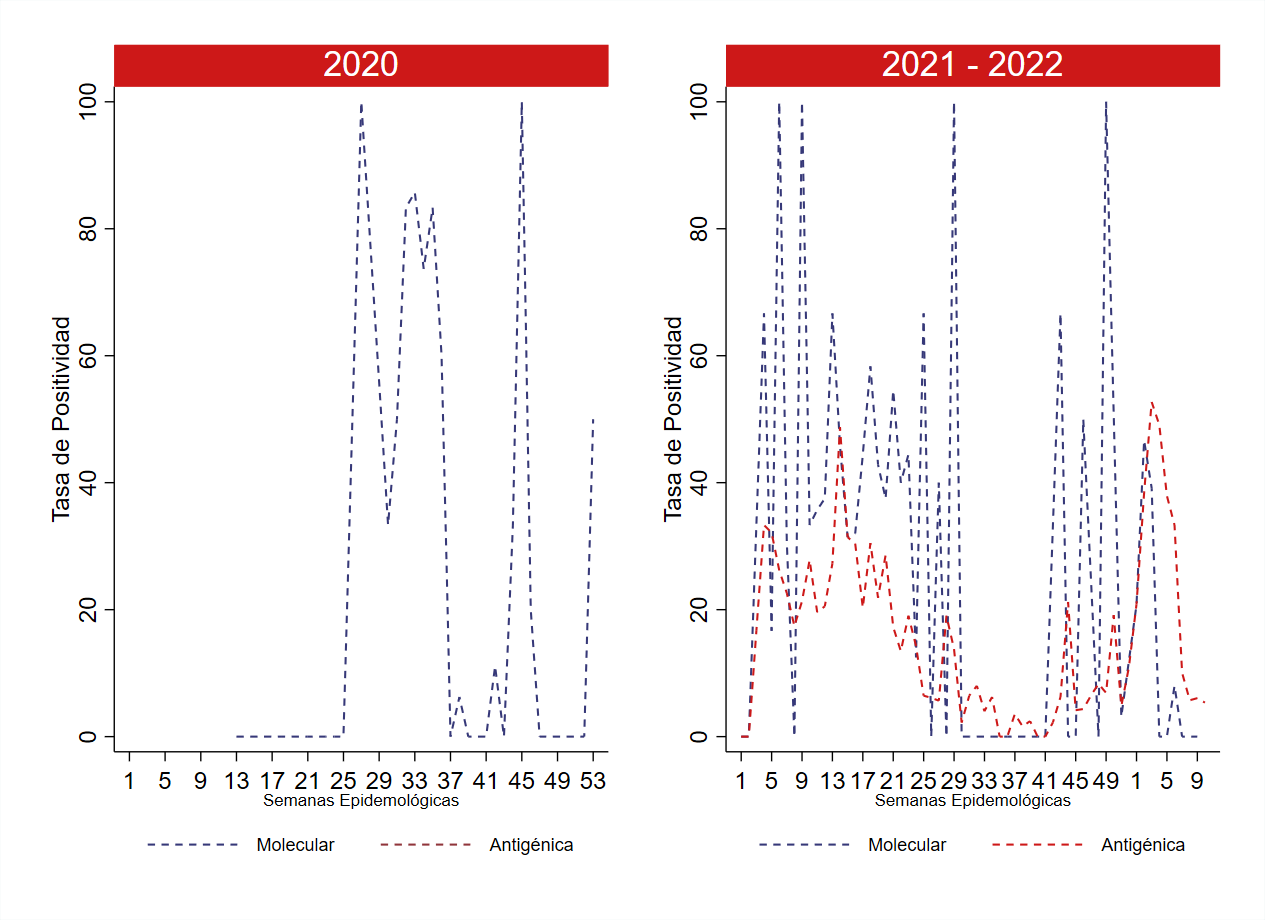 2020
Tasa de Positividad
100
80
60
40
20
0
1 5 9 13 17 21 25 29 33 37 41 45 49 53
Semanas Epidemológicas
Molecular Antigénica
2021 - 2022
Tasa de Positividad
100
80
60
40
20
0
1 5 9 13 17 21 25 29 33 37 41 45 49 1 5 9
Semanas Epidemológicas
Molecular Antigénica